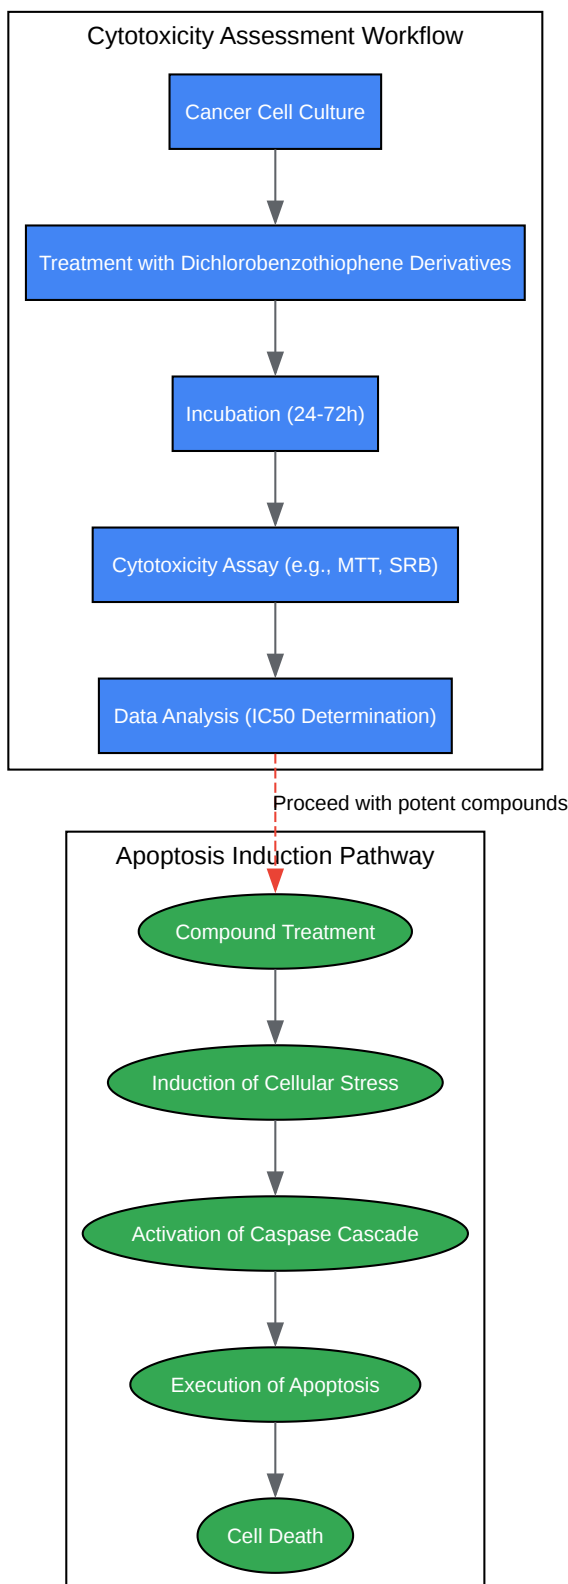 Cytotoxicity Assessment Workflow
Cancer Cell Culture
Treatment with Dichlorobenzothiophene Derivatives
Incubation (24-72h)
Cytotoxicity Assay (e.g., MTT, SRB)
Data Analysis (IC50 Determination)
Proceed with potent compounds
Apoptosis Induction Pathway
Compound Treatment
Induction of Cellular Stress
Activation of Caspase Cascade
Execution of Apoptosis
Cell Death